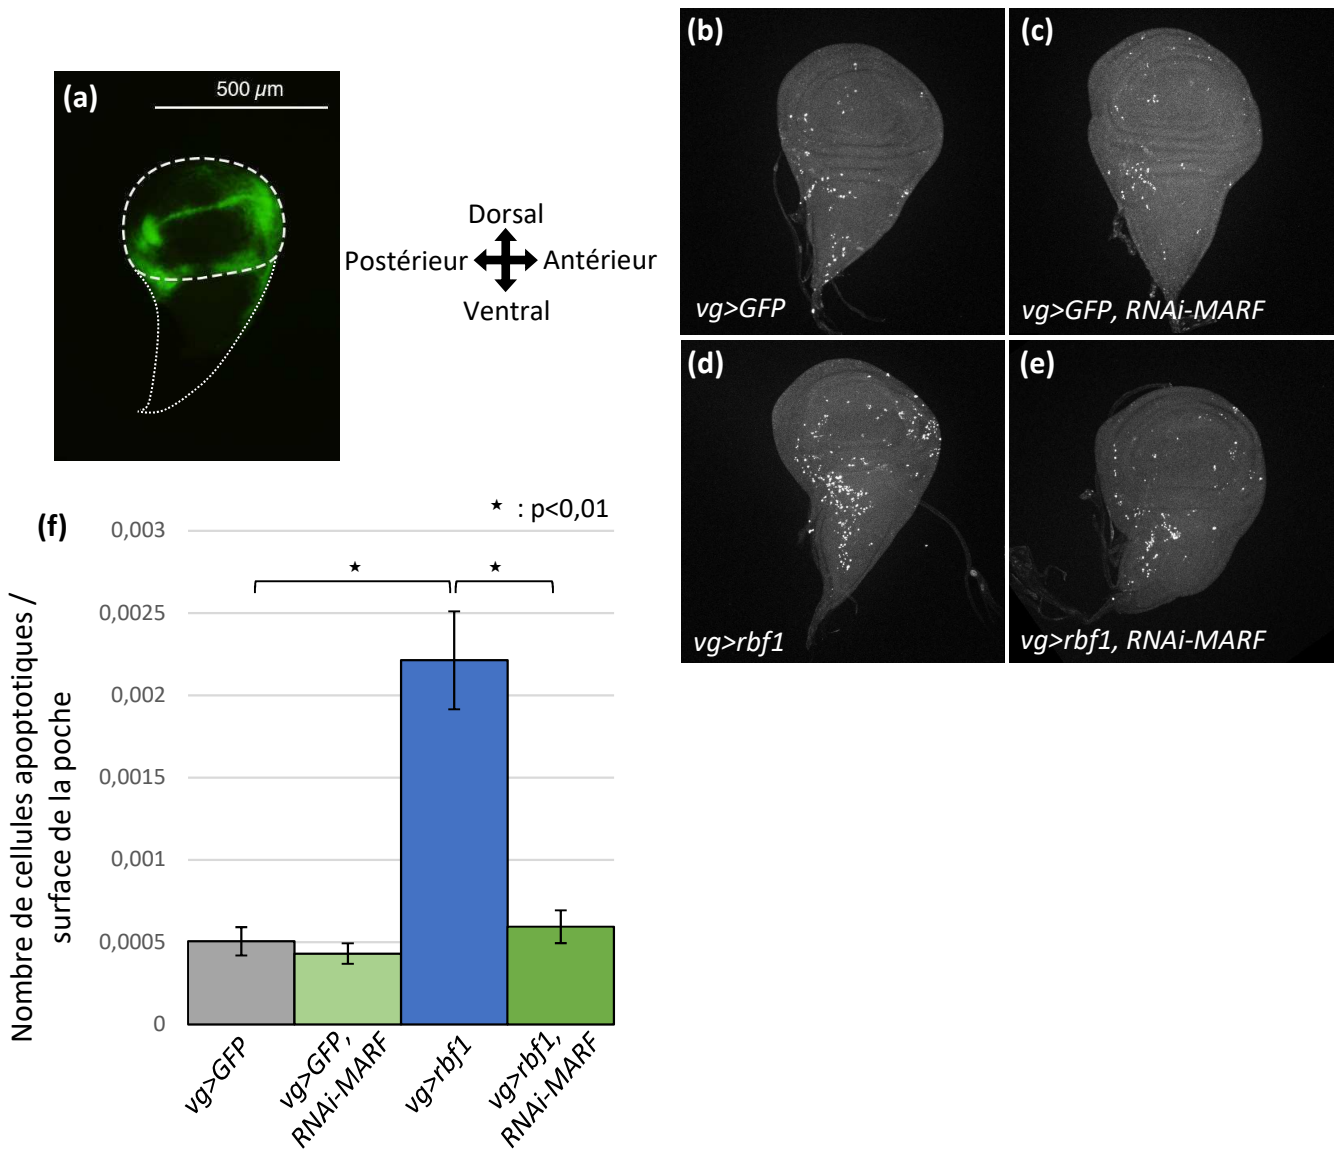 (a)
500 µm
Dorsal
Postérieur
Antérieur
Ventral
(b)
vg>GFP
(c)
vg>GFP, RNAi-MARF
(d)
vg>rbf1
(e)
vg>rbf1, RNAi-MARF
(f)
★ : p<0,01
Nombre de cellules apoptotiques /
surface de la poche
0,003
0,0025
0,002
0,0015
0,001
0,0005
0
★
★
vg>GFP
vg>GFP,
RNAi-MARF
vg>rbf1
vg>rbf1,
RNAi-MARF